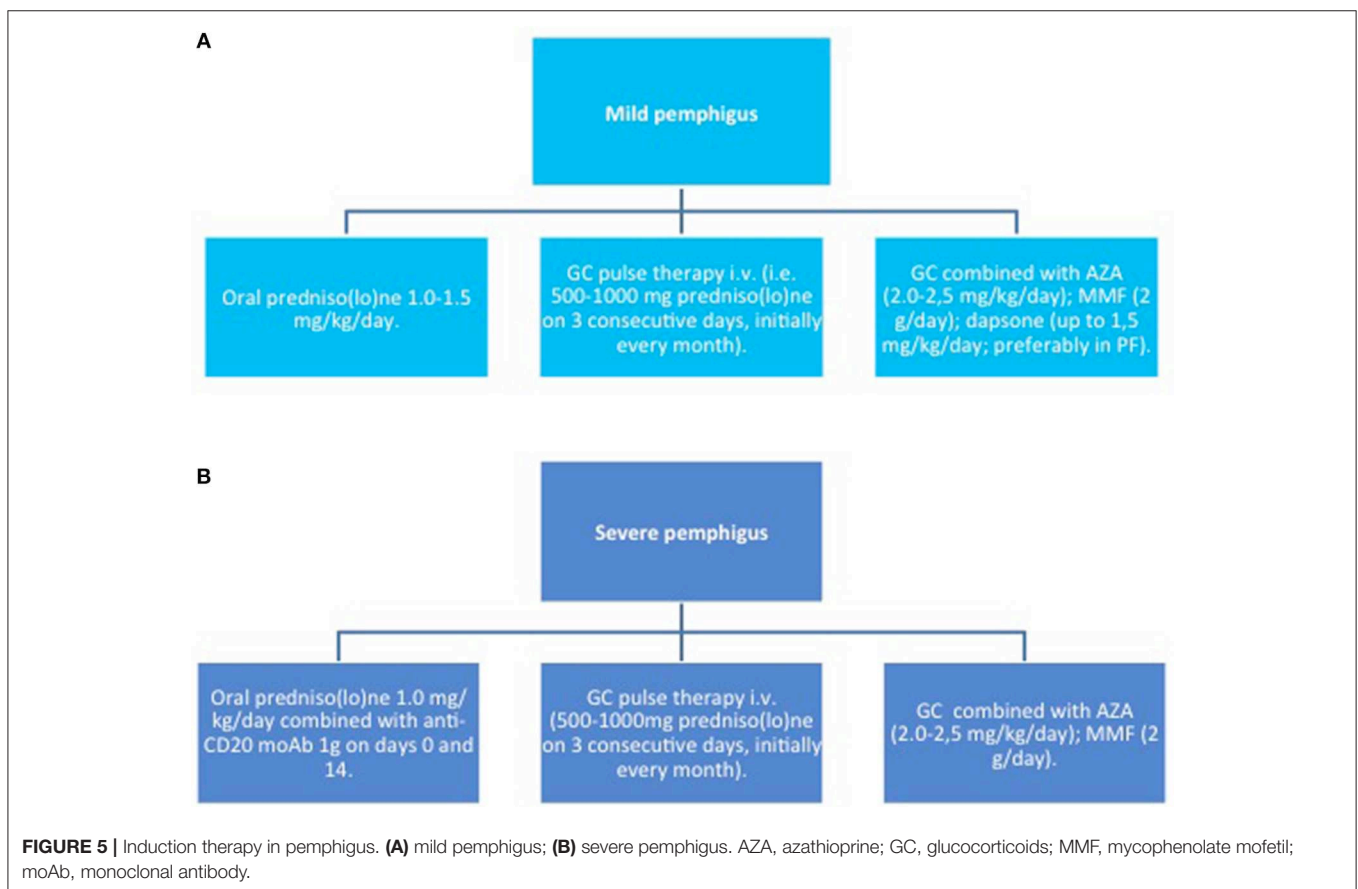 A
Mild pemphigus
Oral predniso(lo)ne 1.0-1.5
mg/kg/day.
GC pulse therapy i.v. (i.e.
500-1000 mg predniso(lo)ne
on 3 consecutive days, initially
every month).
GC combined with AZA
(2.0-2,5 mg/kg/day); MMF (2
g/day); dapsone (up to 1,5
mg/kg/day; preferably in PF).
B
Severe pemphigus
Oral predniso(lo)ne 1.0 mg/
kg/day combined with anti-
CD20 moAb 1g on days 0 and
14.
GC pulse therapy i.v.
(500-1000mg predniso(lo)ne
on 3 consecutive days, initially
every month).
GC combined with AZA
(2.0-2,5 mg/kg/day); MMF (2
g/day).
FIGURE 5 | Induction therapy in pemphigus. (A) mild pemphigus; (B) severe pemphigus. AZA, azathioprine; GC, glucocorticoids; MMF, mycophenolate mofetil;
moAb, monoclonal antibody.